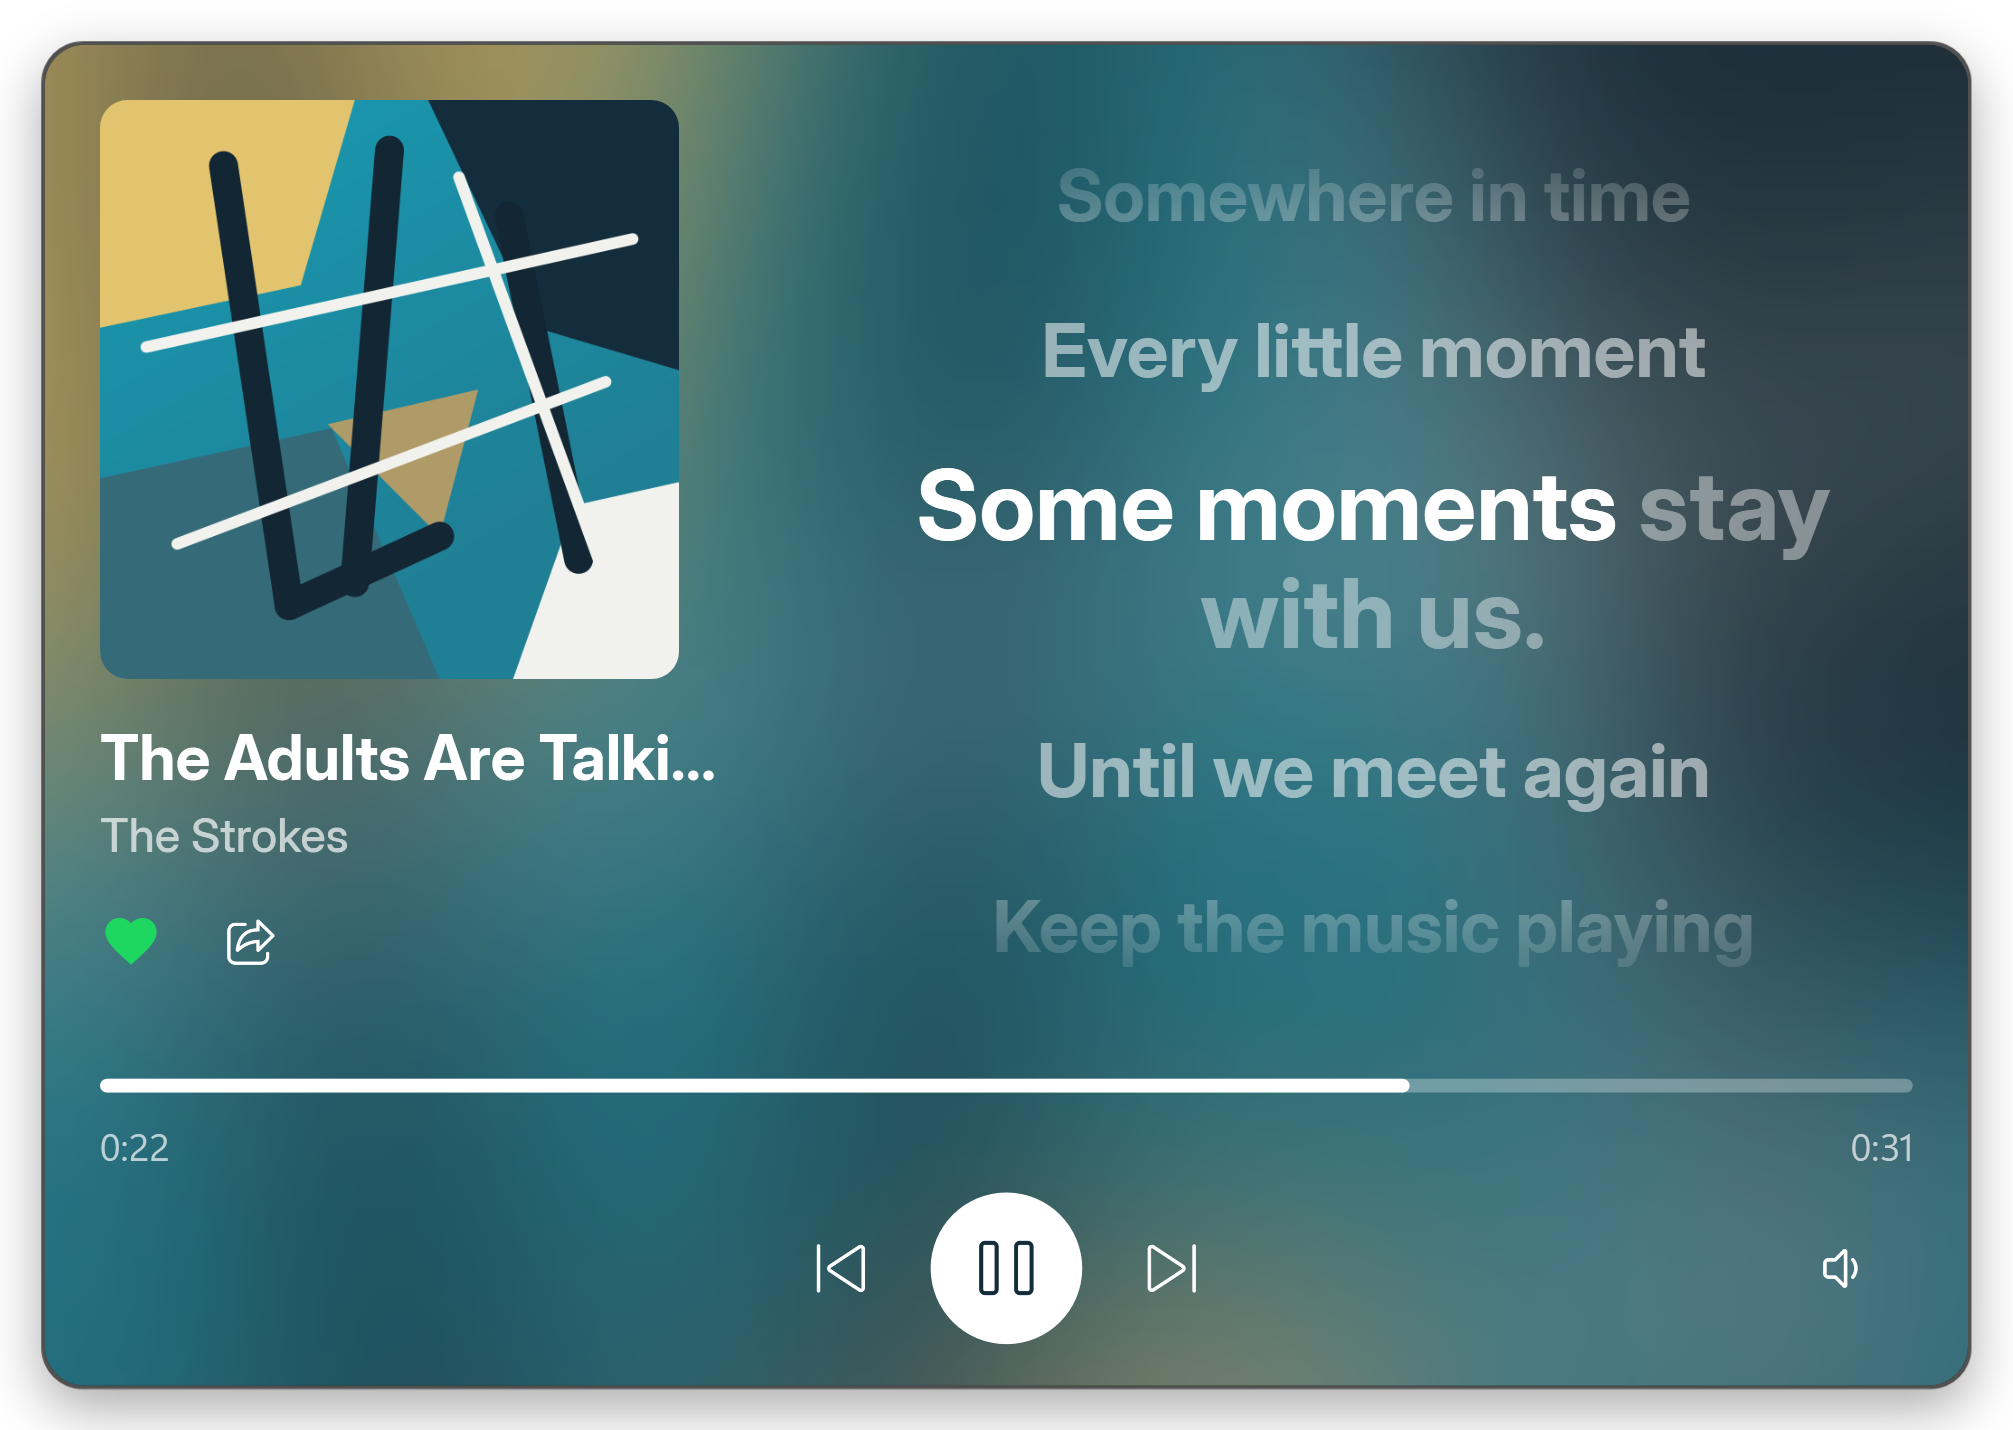 The Adults Are Talki...
The Strokes
Somewhere in time
Every little moment
Some moments stay
with us.
Until we meet again
Keep the music playing
0:22
0:31